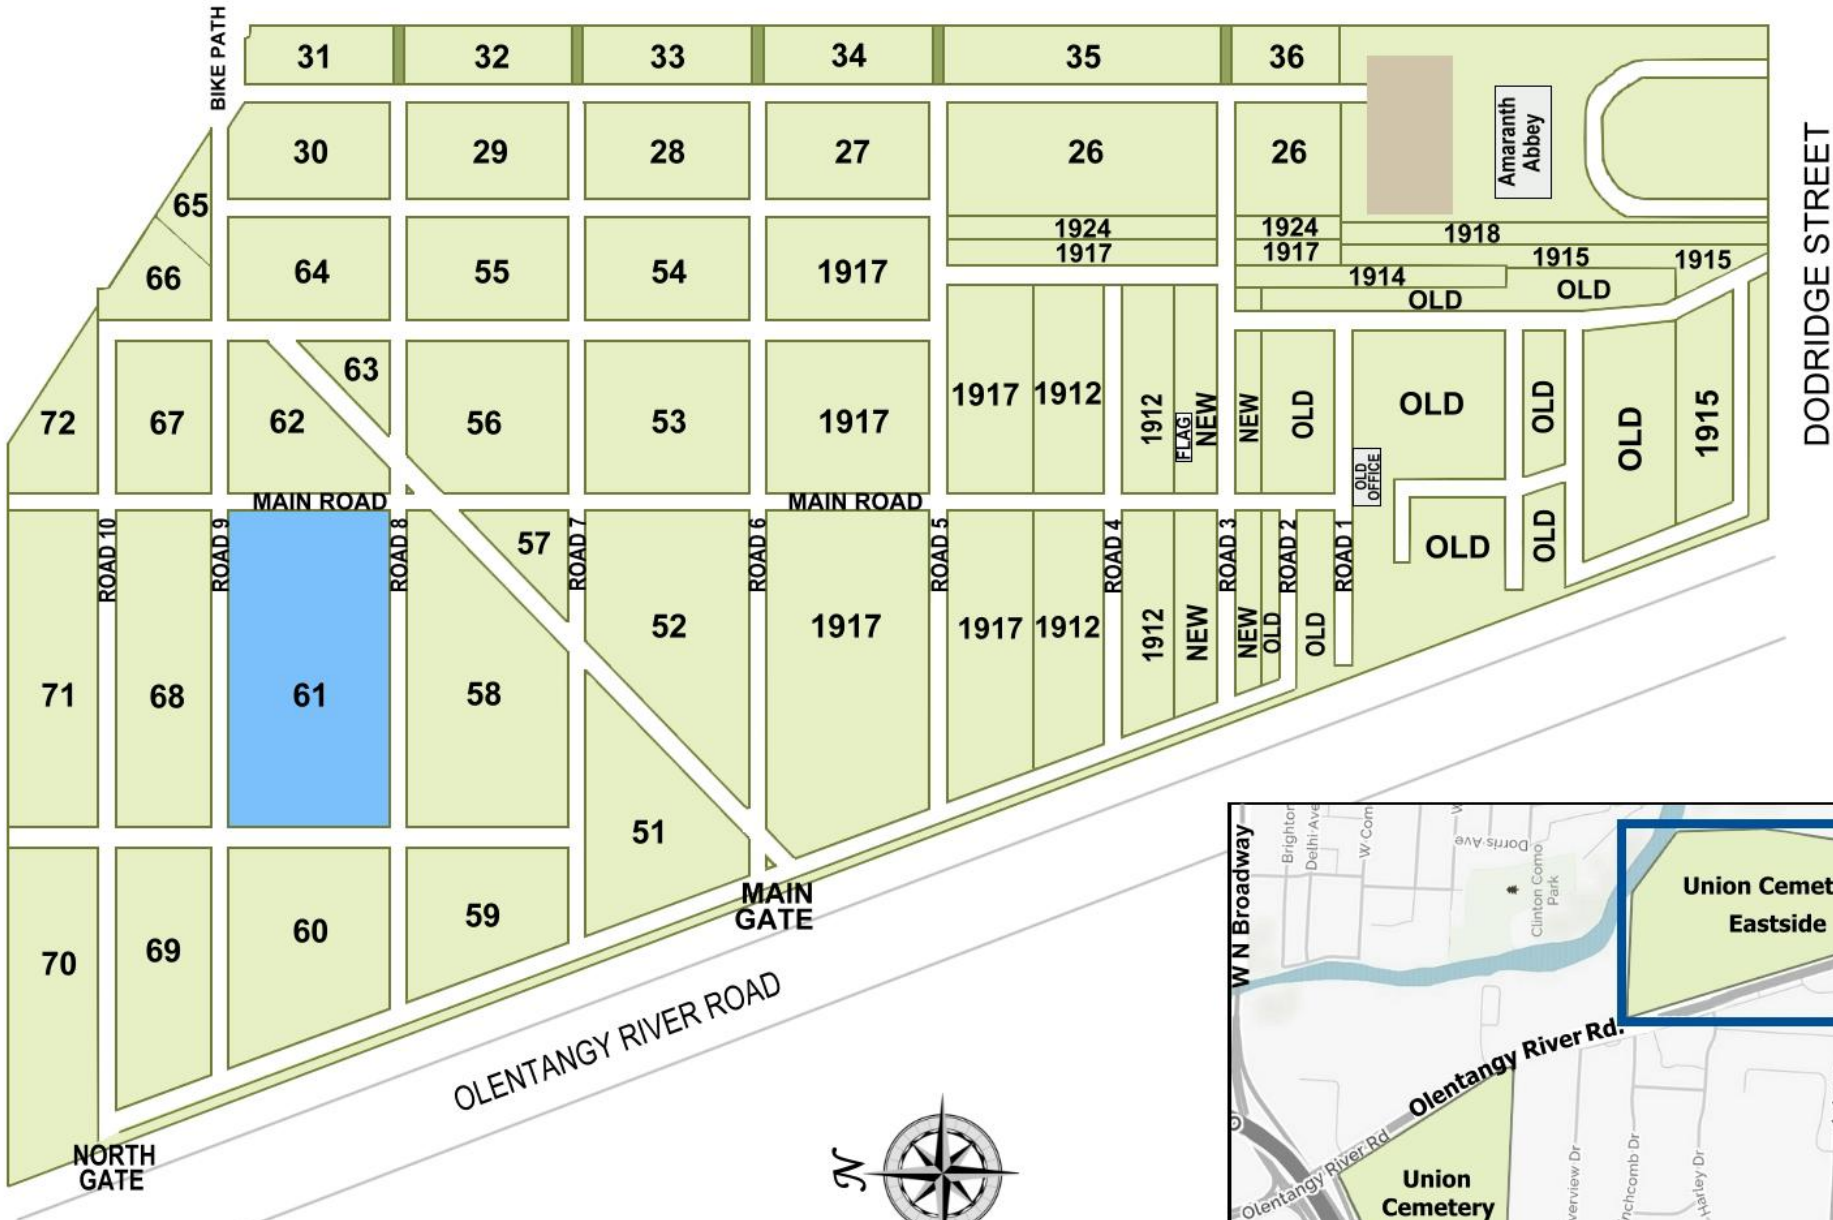 BIKE PATH
31
32
33
34
35
36
30
29
28
27
26
26
Amaranth
Abbey
DODRIDGE STREET
65
66
64
55
54
1917
1924
1917
1924
1917
1918
1915
1915
1914
OLD
OLD
72
67
62
63
56
53
1917
1917
1912
1912
FLAG
NEW
NEW
OLD
OLD
OLD
OLD
1915
OLD
OFFICE
MAIN ROAD
MAIN ROAD
ROAD 10
ROAD 9
ROAD 8
ROAD 7
ROAD 6
ROAD 5
ROAD 4
ROAD 3
ROAD 2
ROAD 1
57
OLD
OLD
71
68
61
58
52
1917
1917
1912
1912
NEW
NEW
OLD
OLD
51
MAIN
GATE
70
69
60
59
OLENTANGY RIVER ROAD
NORTH
GATE
N
W N Broadway
Brighton
Delhi Ave
W Com
W
Dorris Ave
Clinton Como
Park
Union Cemet
Eastside
Olentangy River Rd.
Olentangy River Rd
Union
Cemetery
verview Dr
nchcomb Dr
Harley Dr